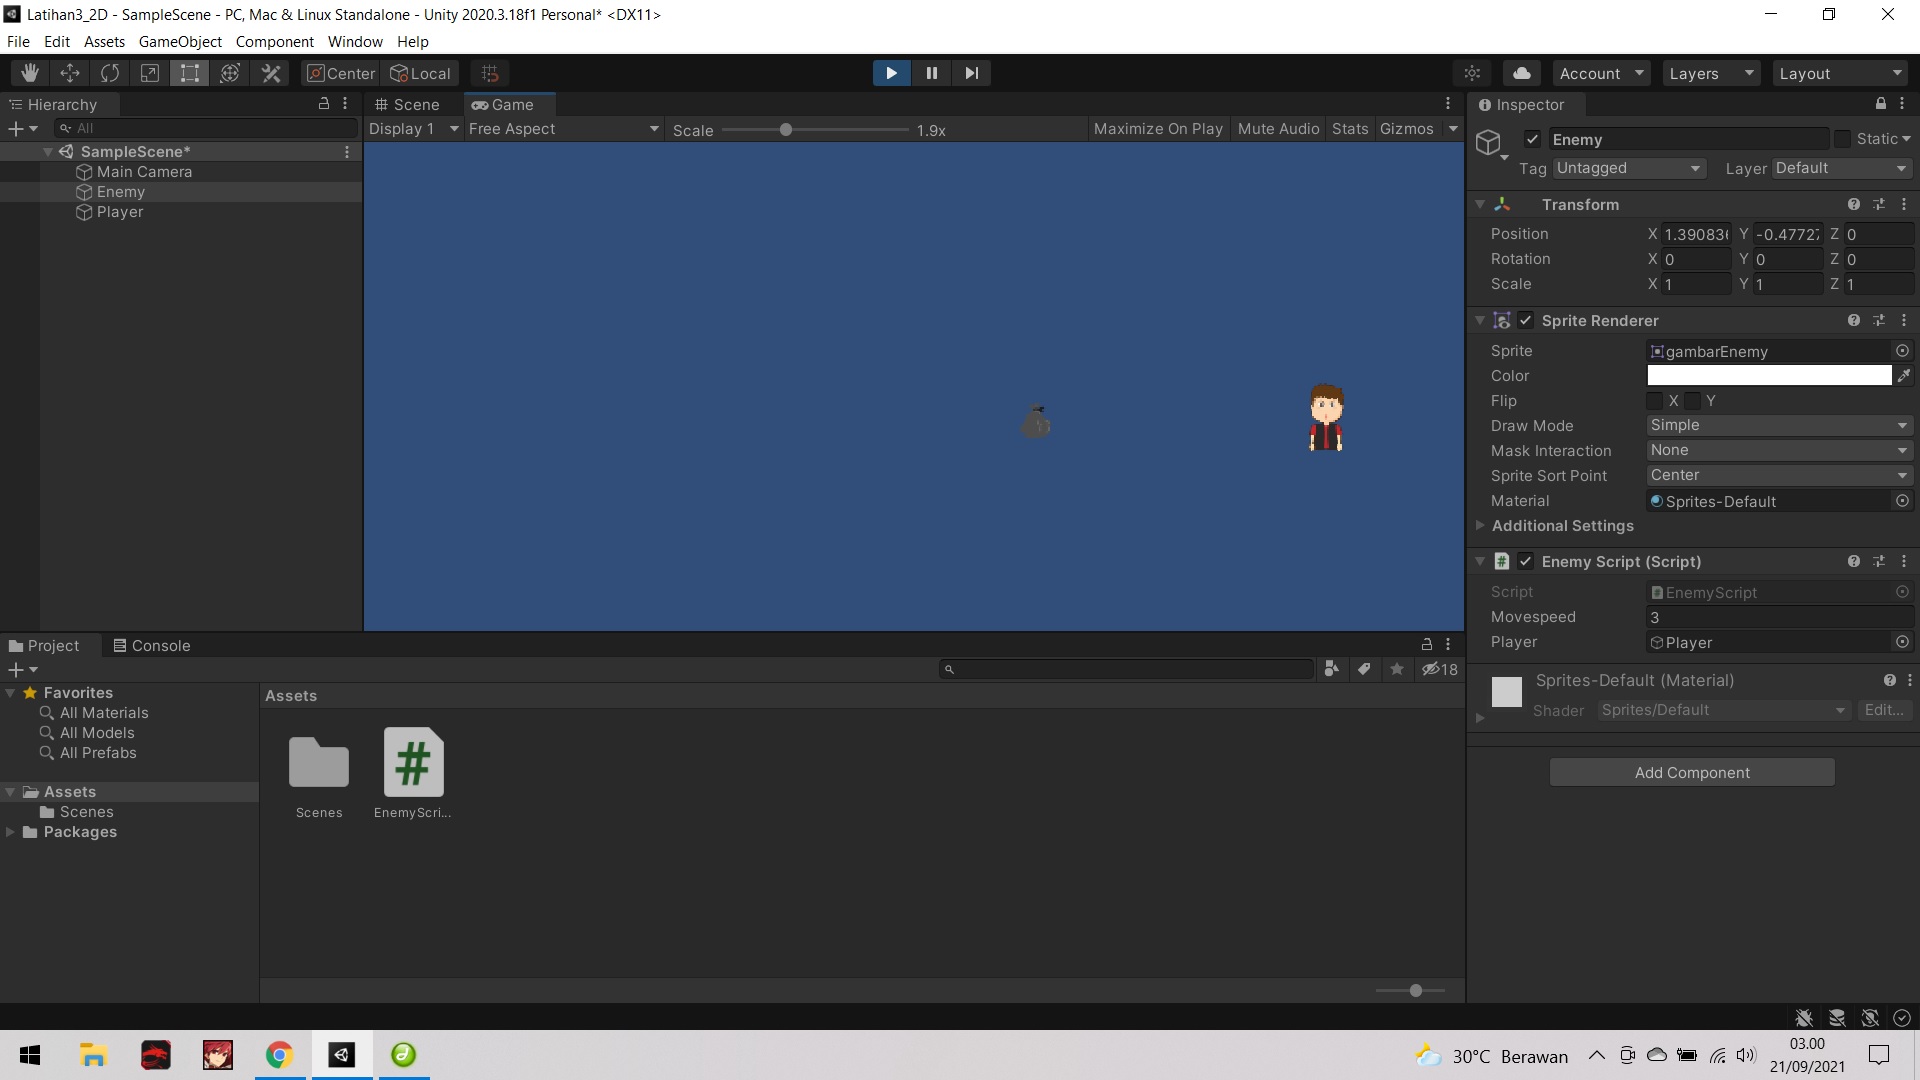 Latihan3_2D - SampleScene - PC, Mac & Linux Standalone - Unity 2020.3.18f1 Personal* <DX11>
File Edit Assets GameObject Component Window Help
Center Local Account Layers Layout
Hierarchy
All
SampleScene*
Main Camera
Enemy
Player
Scene Game
Display 1 Free Aspect Scale 1.9x Maximize On Play Mute Audio Stats Gizmos
Inspector
Enemy Static
Tag Untagged Layer Default
Transform
Position X 1.390836 Y -0.47727 Z 0
Rotation X 0 Y 0 Z 0
Scale X 1 Y 1 Z 1
Sprite Renderer
Sprite gambarEnemy
Color
Flip X Y
Draw Mode Simple
Mask Interaction None
Sprite Sort Point Center
Material Sprites-Default
Additional Settings
# Enemy Script (Script)
Script EnemyScript
Movespeed 3
Player Player
Sprites-Default (Material)
Shader Sprites/Default Edit...
Add Component
Project Console
18
Favorites
All Materials
All Models
All Prefabs
Assets
Scenes
Packages
Assets
#
Scenes EnemyScri...
30°C Berawan
03.00
21/09/2021